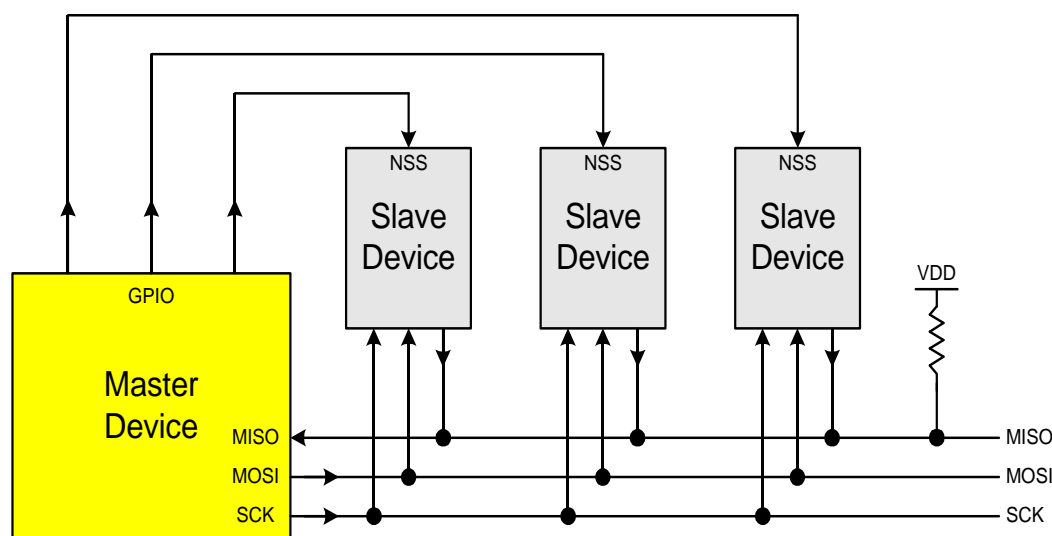 NSS
Slave
Device
NSS
Slave
Device
NSS
Slave
Device
VDD
GPIO
Master
Device
MISO
MOSI
SCK
MISO
MOSI
SCK